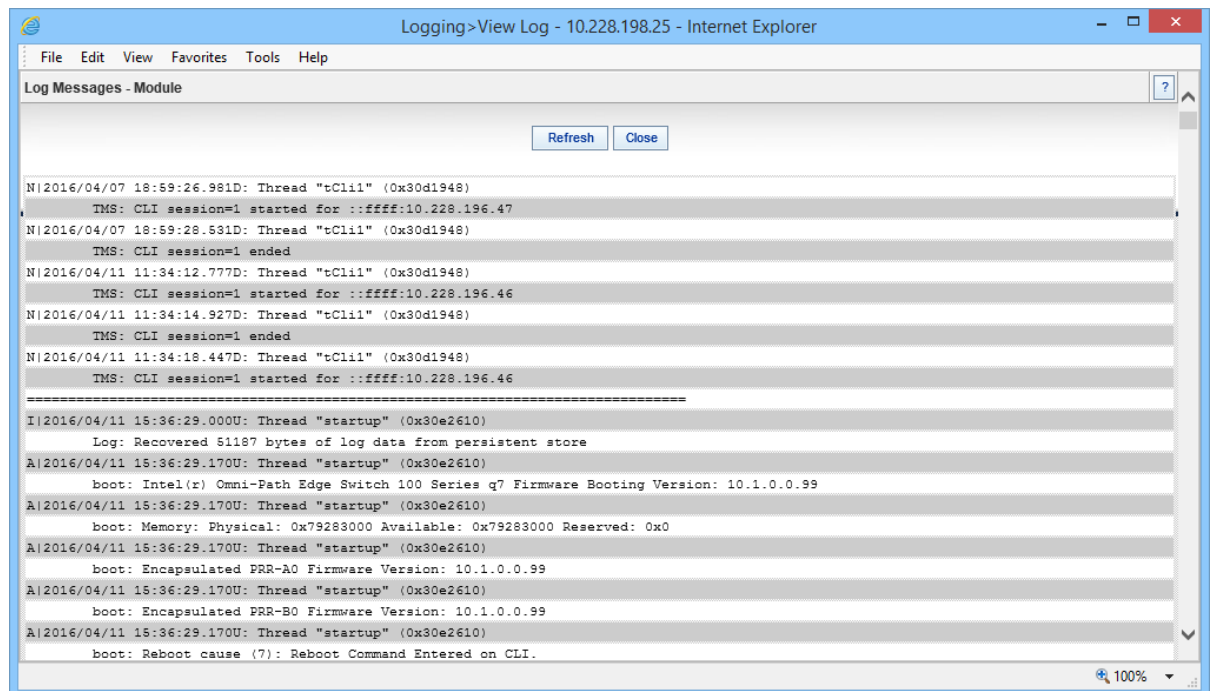 Logging>View Log - 10.228.198.25 - Internet Explorer
File Edit View Favorites Tools Help
Log Messages - Module
?
Refresh Close
N|2016/04/07 18:59:26.981D: Thread "tCli1" (0x30d1948)
TMS: CLI session=1 started for ::ffff:10.228.196.47
N|2016/04/07 18:59:28.531D: Thread "tCli1" (0x30d1948)
TMS: CLI session=1 ended
N|2016/04/11 11:34:12.777D: Thread "tCli1" (0x30d1948)
TMS: CLI session=1 started for ::ffff:10.228.196.46
N|2016/04/11 11:34:14.927D: Thread "tCli1" (0x30d1948)
TMS: CLI session=1 ended
N|2016/04/11 11:34:18.447D: Thread "tCli1" (0x30d1948)
TMS: CLI session=1 started for ::ffff:10.228.196.46
================================================================================
I|2016/04/11 15:36:29.000U: Thread "startup" (0x30e2610)
Log: Recovered 51187 bytes of log data from persistent store
A|2016/04/11 15:36:29.170U: Thread "startup" (0x30e2610)
boot: Intel(r) Omni-Path Edge Switch 100 Series q7 Firmware Booting Version: 10.1.0.0.99
A|2016/04/11 15:36:29.170U: Thread "startup" (0x30e2610)
boot: Memory: Physical: 0x79283000 Available: 0x79283000 Reserved: 0x0
A|2016/04/11 15:36:29.170U: Thread "startup" (0x30e2610)
boot: Encapsulated PRR-A0 Firmware Version: 10.1.0.0.99
A|2016/04/11 15:36:29.170U: Thread "startup" (0x30e2610)
boot: Encapsulated PRR-B0 Firmware Version: 10.1.0.0.99
A|2016/04/11 15:36:29.170U: Thread "startup" (0x30e2610)
boot: Reboot cause (7): Reboot Command Entered on CLI.
100%